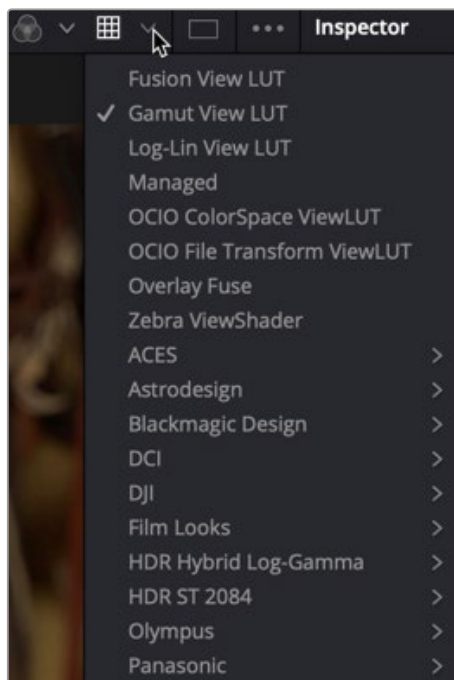 Inspector
Fusion View LUT
Gamut View LUT
Log-Lin View LUT
Managed
OCIO ColorSpace ViewLUT
OCIO File Transform ViewLUT
Overlay Fuse
Zebra ViewShader
ACES
Astrodesign
Blackmagic Design
DCI
DJI
Film Looks
HDR Hybrid Log-Gamma
HDR ST 2084
Olympus
Panasonic